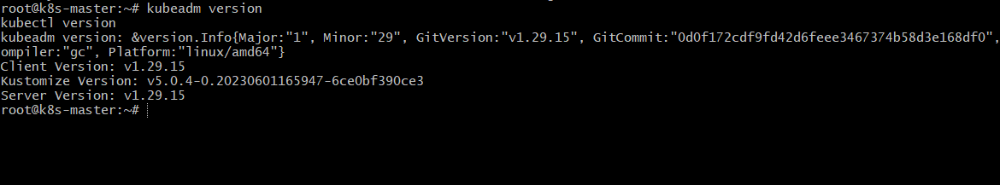 root@k8s-master:~# kubeadm version
kubectl version
kubeadm version: &version.Info{Major:"1", Minor:"29", GitVersion:"v1.29.15", GitCommit:"0d0f172cdf9fd42d6feee3467374b58d3e168df0",
ompiler:"gc", Platform:"linux/amd64"}
Client Version: v1.29.15
Kustomize Version: v5.0.4-0.20230601165947-6ce0bf390ce3
Server Version: v1.29.15
root@k8s-master:~#